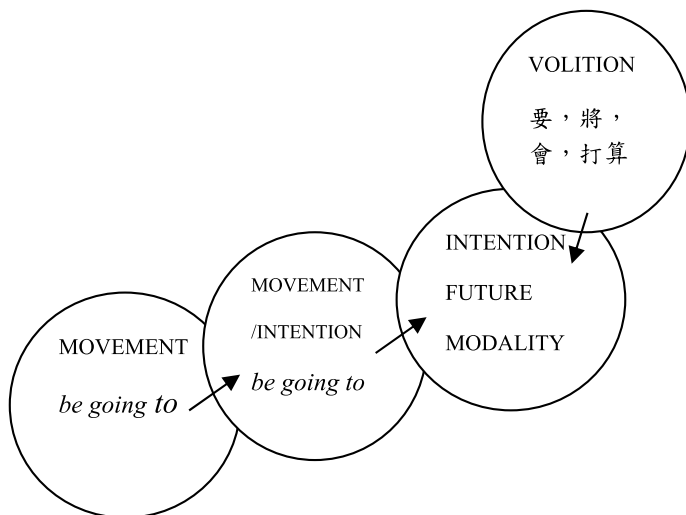 VOLITION
要，將，
會，打算
INTENTION
FUTURE
MODALITY
MOVEMENT
/INTENTION
be going to
MOVEMENT
be going to